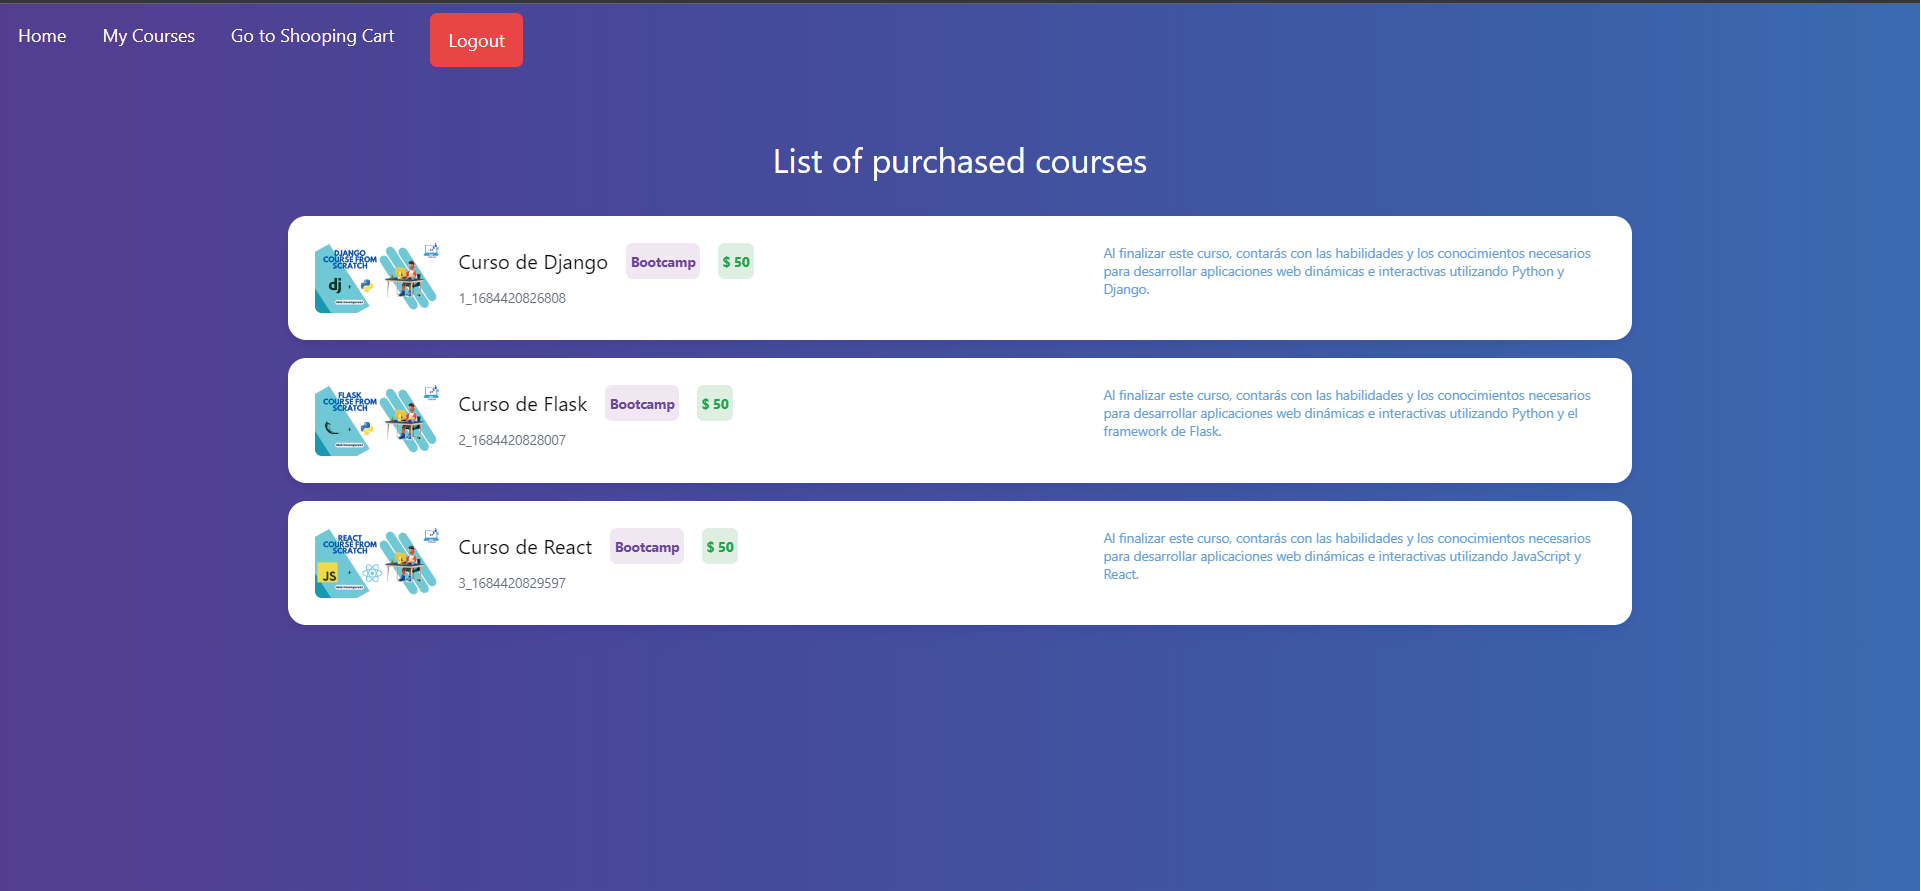 Home
My Courses
Go to Shooping Cart
Logout
List of purchased courses
DJANGO
COURSE FROM
SCRATCH
dj
Curso de Django
Bootcamp
$ 50
1_1684420826808
Al finalizar este curso, contarás con las habilidades y los conocimientos necesarios
para desarrollar aplicaciones web dinámicas e interactivas utilizando Python y
Django.
FLASK
COURSE FROM
SCRATCH
Curso de Flask
Bootcamp
$ 50
2_1684420828007
Al finalizar este curso, contarás con las habilidades y los conocimientos necesarios
para desarrollar aplicaciones web dinámicas e interactivas utilizando Python y el
framework de Flask.
REACT
COURSE FROM
SCRATCH
JS
Curso de React
Bootcamp
$ 50
3_1684420829597
Al finalizar este curso, contarás con las habilidades y los conocimientos necesarios
para desarrollar aplicaciones web dinámicas e interactivas utilizando JavaScript y
React.